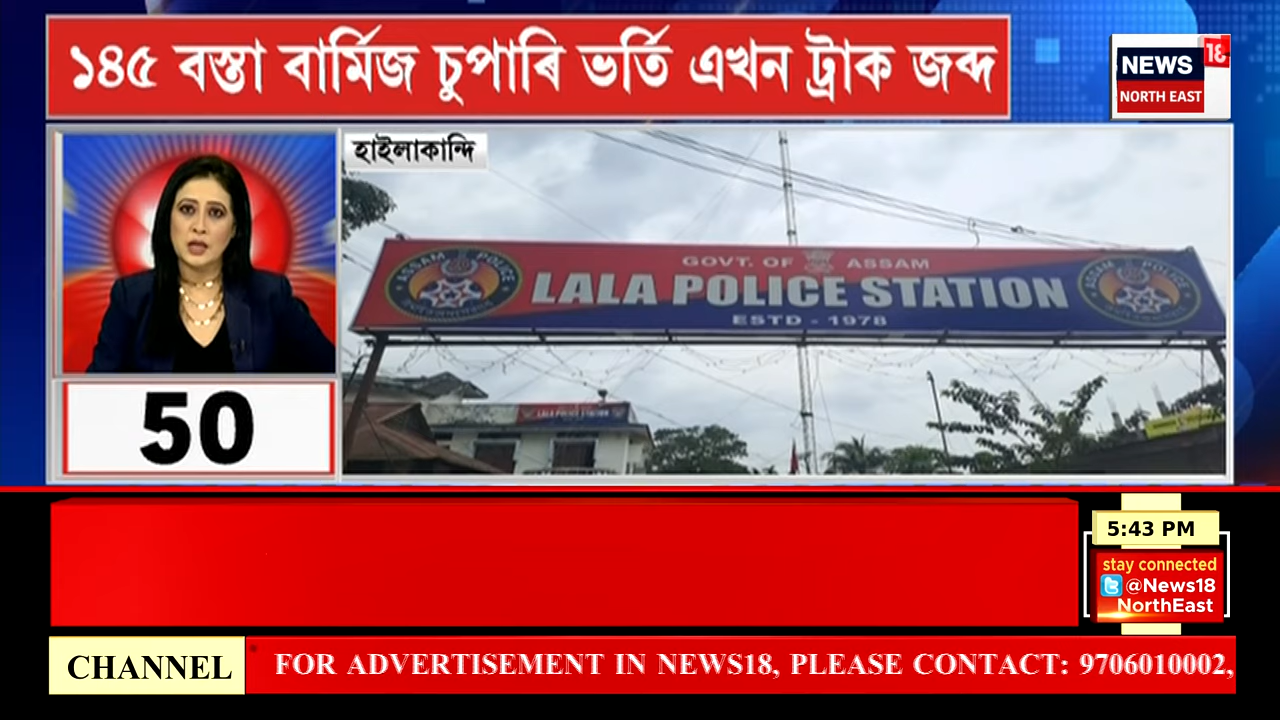 ১৪৫ বস্তা বাৰ্মিজ চুপাৰি ভৰ্তি এখন ট্ৰাক জব্দ
NEWS 18
NORTH EAST
হাইলাকান্দি
ASSAM POLICE
GOVT. OF ASSAM
ASSAM POLICE
LALA POLICE STATION
ESTD - 1978
LALA POLICE STATION
50
5:43 PM
stay connected
@News18
NorthEast
CHANNEL
FOR ADVERTISEMENT IN NEWS18, PLEASE CONTACT: 9706010002,